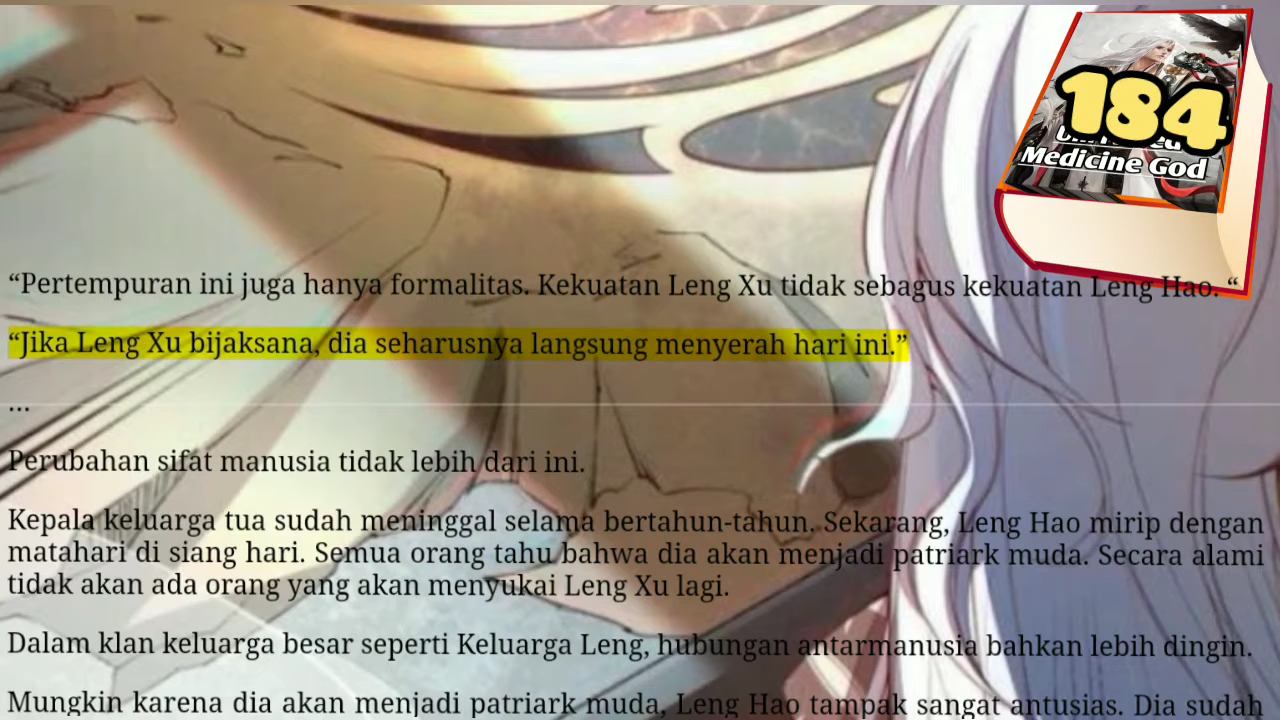 184
Medicine God
“Pertempuran ini juga hanya formalitas. Kekuatan Leng Xu tidak sebagus kekuatan Leng Hao. “
“Jika Leng Xu bijaksana, dia seharusnya langsung menyerah hari ini.”
...
Perubahan sifat manusia tidak lebih dari ini.
Kepala keluarga tua sudah meninggal selama bertahun-tahun. Sekarang, Leng Hao mirip dengan
matahari di siang hari. Semua orang tahu bahwa dia akan menjadi patriark muda. Secara alami
tidak akan ada orang yang akan menyukai Leng Xu lagi.
Dalam klan keluarga besar seperti Keluarga Leng, hubungan antarmanusia bahkan lebih dingin.
Mungkin karena dia akan menjadi patriark muda, Leng Hao tampak sangat antusias. Dia sudah